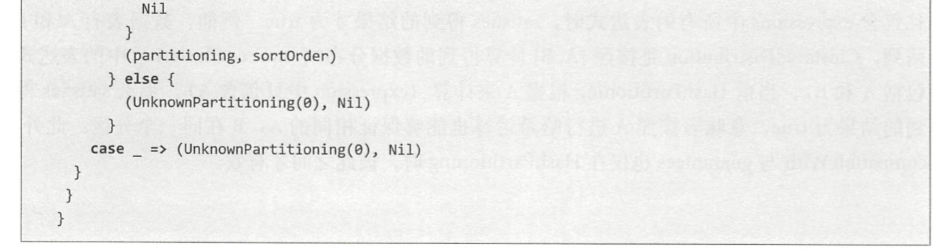 Nil
}
(partitioning, sortOrder)
} else {
(UnknownPartitioning(0), Nil)
}
case _ => (UnknownPartitioning(0), Nil)
}
}
}